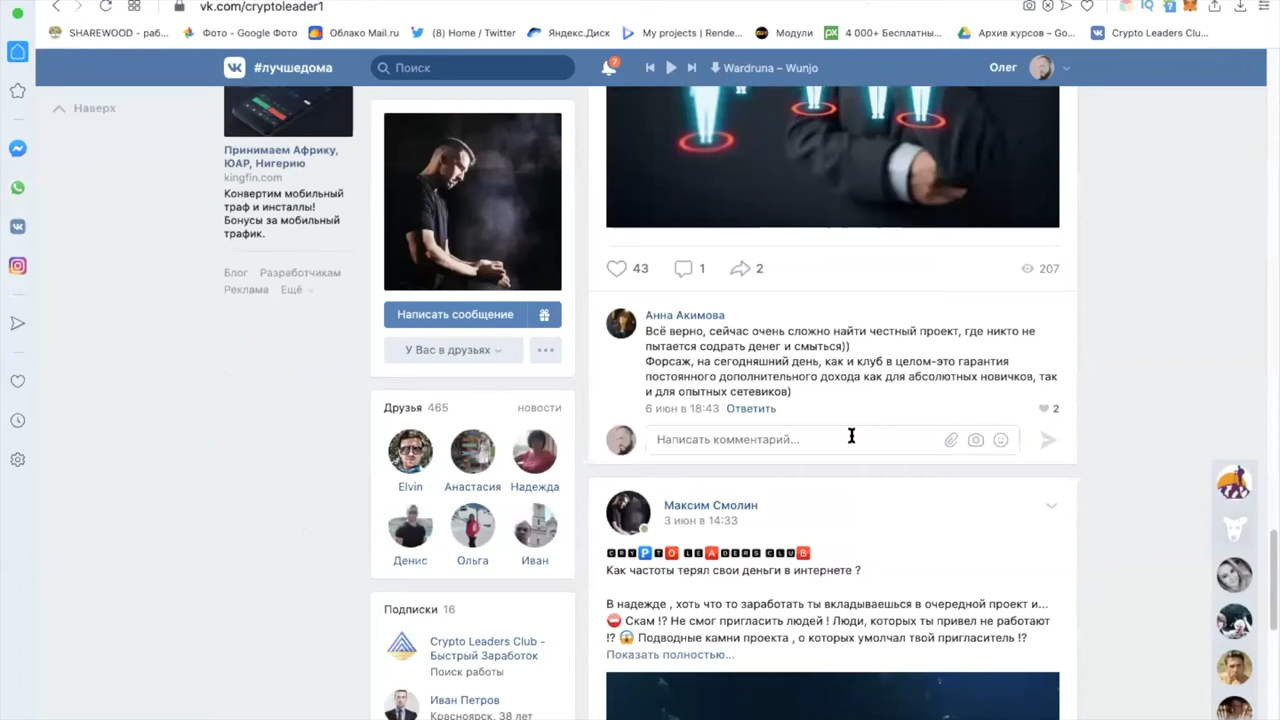 vk.com/cryptoleader1
SHAREWOOD - раб...
Фото - Google Фото
Облако Mail.ru
(8) Home / Twitter
Яндекс.Диск
My projects | Rende...
Модули
4 000+ Бесплатны...
Архив курсов – Go...
Crypto Leaders Clu...
#лучшедома
Поиск
7
Wardruna – Wunjo
Олег
Наверх
Принимаем Африку,
ЮАР, Нигерию
kingfin.com
Конвертим мобильный
траф и инсталлы!
Бонусы за мобильный
трафик.
Блог Разработчикам
Реклама Ещё
Написать сообщение
У Вас в друзьях
Друзья 465
новости
Elvin
Анастасия
Надежда
Денис
Ольга
Иван
Подписки 16
Crypto Leaders Club -
Быстрый Заработок
Поиск работы
Иван Петров
Красноярск, 38 лет
43
1
2
207
Анна Акимова
Всё верно, сейчас очень сложно найти честный проект, где никто не
пытается содрать денег и смыться))
Форсаж, на сегодняшний день, как и клуб в целом-это гарантия
постоянного дополнительного дохода как для абсолютных новичков, так
и для опытных сетевиков)
6 июн в 18:43 Ответить
2
Написать комментарий...
Максим Смолин
3 июн в 14:33
CRYPTO LEADERS CLUB
Как частоты терял свои деньги в интернете ?
В надежде , хоть что то заработать ты вкладываешься в очередной проект и...
⛔ Скам !? Не смог пригласить людей ! Люди, которых ты привел не работают
!? 😱 Подводные камни проекта , о которых умолчал твой пригласитель !?
Показать полностью...